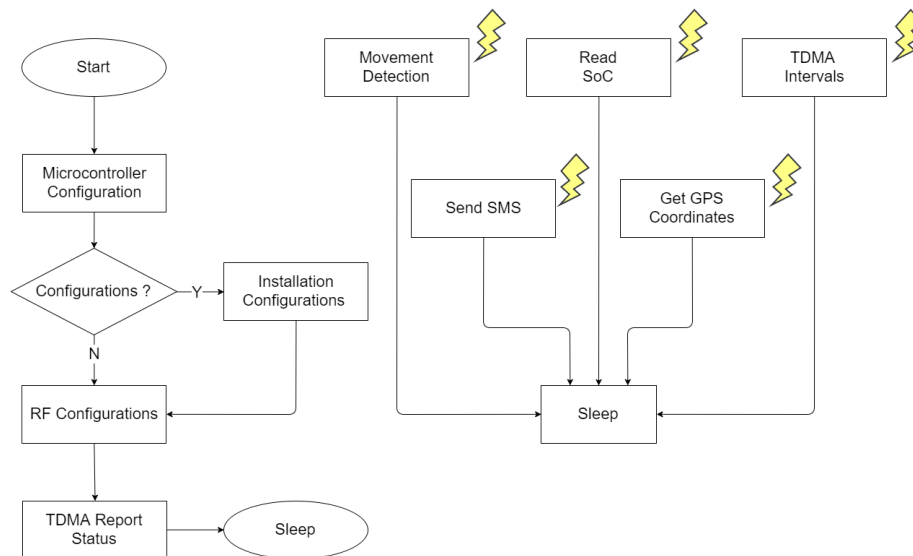 Start
Microcontroller
Configuration
Configurations ?
Y
Installation
Configurations
N
RF Configurations
TDMA Report
Status
Sleep
Movement
Detection
Read
SoC
TDMA
Intervals
Send SMS
Get GPS
Coordinates
Sleep